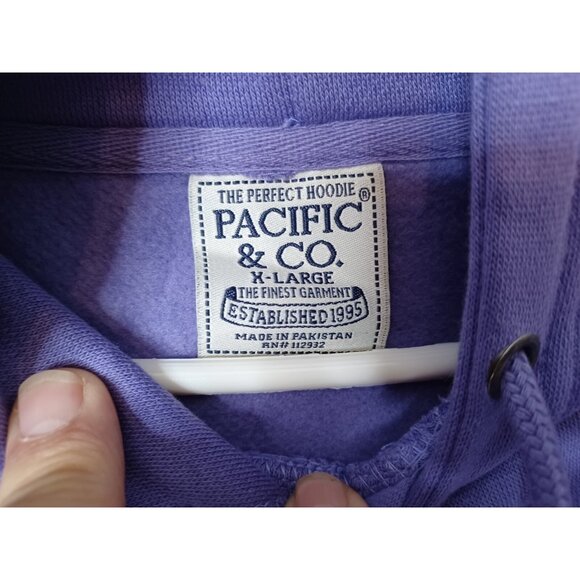 THE PERFECT HOODIE ®
PACIFIC
& CO.
X-LARGE
THE FINEST GARMENT
ESTABLISHED 1995
MADE IN PAKISTAN
RN# 112932